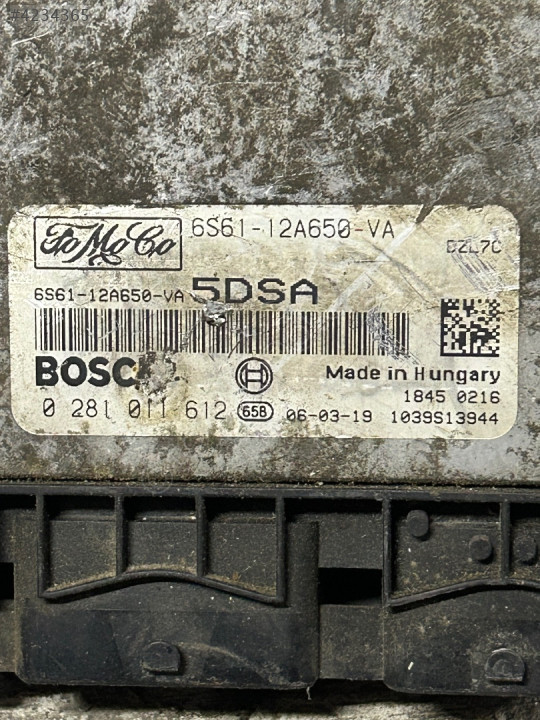 #4234365
FoMoCo
6S61-12A650-VA
6S61-12A650-VA 5DSA
BOSCH
Made in Hungary
1845 0216
0 281 011 612 658 06-03-19 1039S13944